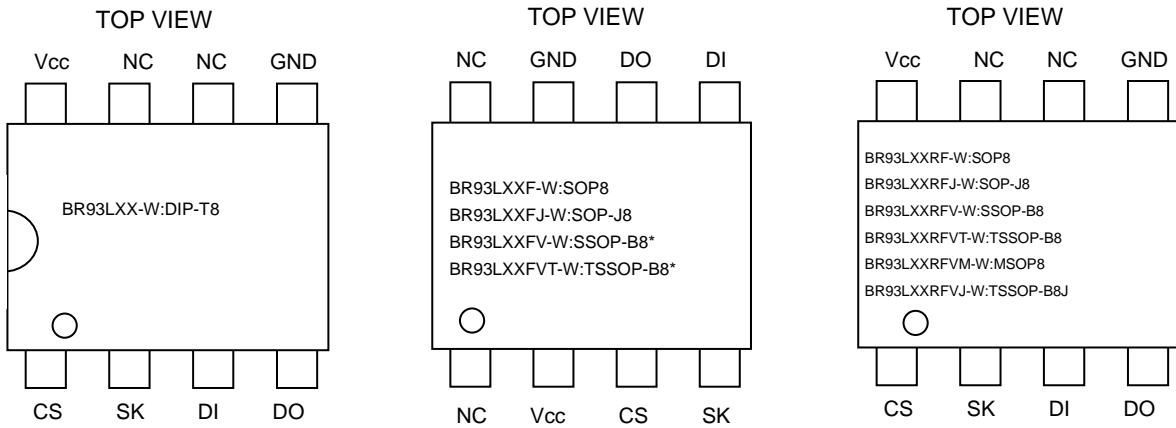 TOP VIEW
Vcc NC NC GND
BR93LXX-W:DIP-T8
CS SK DI DO
TOP VIEW
NC GND DO DI
BR93LXXF-W:SOP8
BR93LXXFJ-W:SOP-J8
BR93LXXFV-W:SSOP-B8*
BR93LXXFVT-W:TSSOP-B8*
NC Vcc CS SK
TOP VIEW
Vcc NC NC GND
BR93LXXRF-W:SOP8
BR93LXXRFJ-W:SOP-J8
BR93LXXRFV-W:SSOP-B8
BR93LXXRFVT-W:TSSOP-B8
BR93LXXRFVM-W:MSOP8
BR93LXXRFVJ-W:TSSOP-B8J
CS SK DI DO